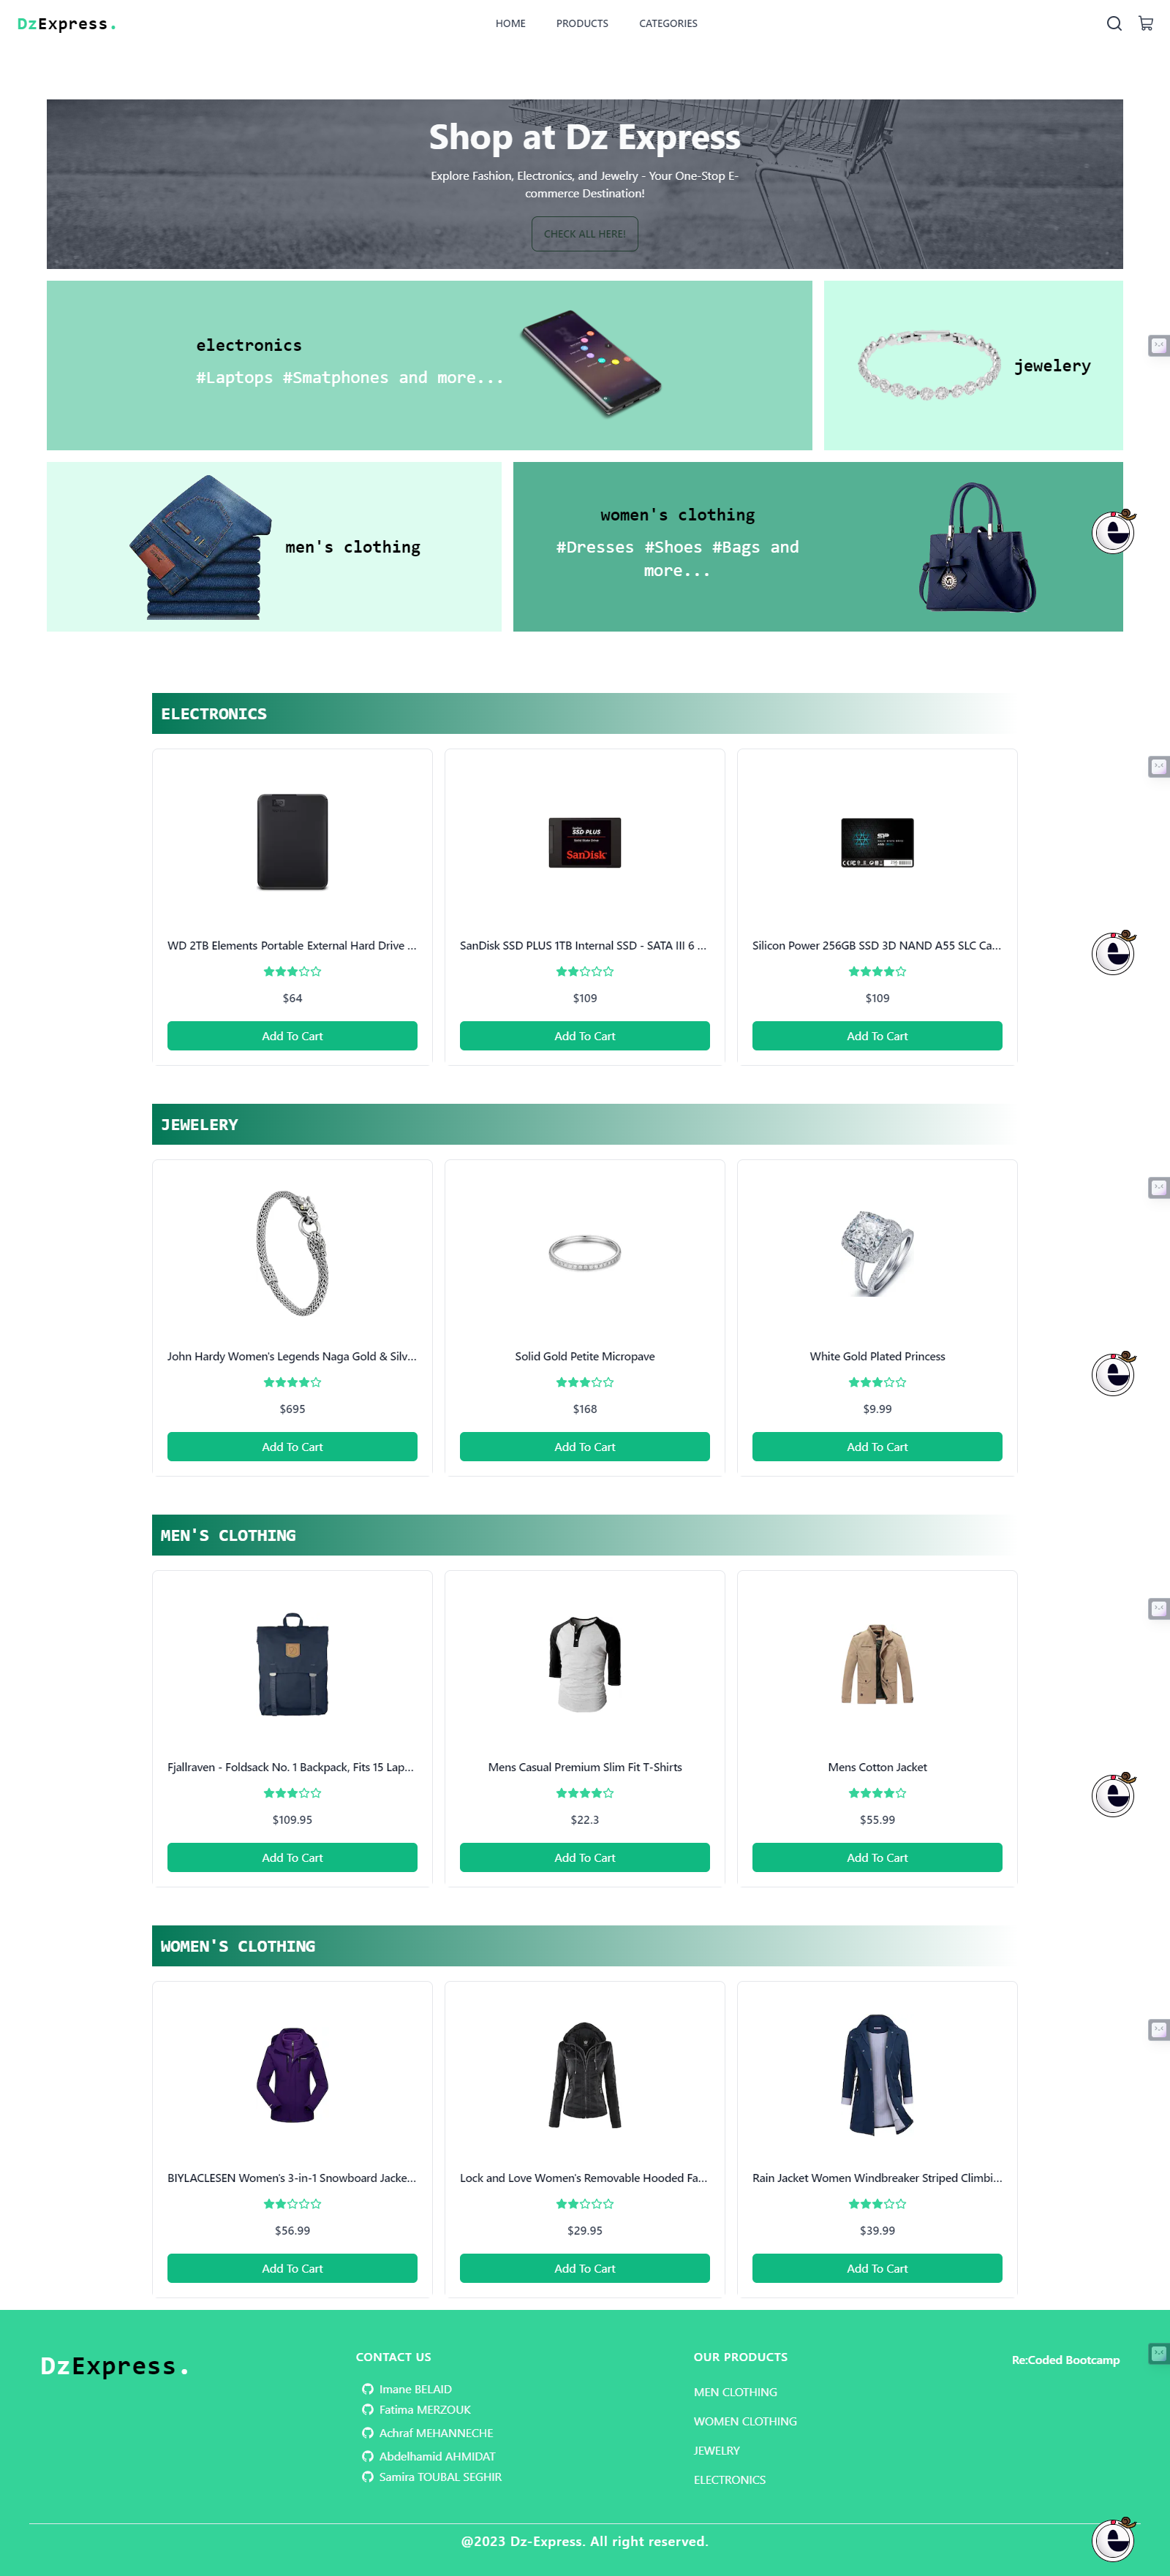 DzExpress.
HOME
PRODUCTS
CATEGORIES
Shop at Dz Express
Explore Fashion, Electronics, and Jewelry - Your One-Stop E-
commerce Destination!
CHECK ALL HERE!
electronics
#Laptops #Smatphones and more...
jewelery
men's clothing
women's clothing
#Dresses #Shoes #Bags and
more...
ELECTRONICS
SSD PLUS
SanDisk
SP
WD 2TB Elements Portable External Hard Drive ...
SanDisk SSD PLUS 1TB Internal SSD - SATA III 6 ...
Silicon Power 256GB SSD 3D NAND A55 SLC Ca...
$64
$109
$109
Add To Cart
Add To Cart
Add To Cart
JEWELERY
John Hardy Women's Legends Naga Gold & Silv...
Solid Gold Petite Micropave
White Gold Plated Princess
$695
$168
$9.99
Add To Cart
Add To Cart
Add To Cart
MEN'S CLOTHING
Fjallraven - Foldsack No. 1 Backpack, Fits 15 Lap...
Mens Casual Premium Slim Fit T-Shirts
Mens Cotton Jacket
$109.95
$22.3
$55.99
Add To Cart
Add To Cart
Add To Cart
WOMEN'S CLOTHING
BIYLACLESEN Women's 3-in-1 Snowboard Jacke...
Lock and Love Women's Removable Hooded Fa...
Rain Jacket Women Windbreaker Striped Climbi...
$56.99
$29.95
$39.99
Add To Cart
Add To Cart
Add To Cart
DzExpress.
CONTACT US
Imane BELAID
Fatima MERZOUK
Achraf MEHANNECHE
Abdelhamid AHMIDAT
Samira TOUBAL SEGHIR
OUR PRODUCTS
MEN CLOTHING
WOMEN CLOTHING
JEWELRY
ELECTRONICS
Re:Coded Bootcamp
@2023 Dz-Express. All right reserved.